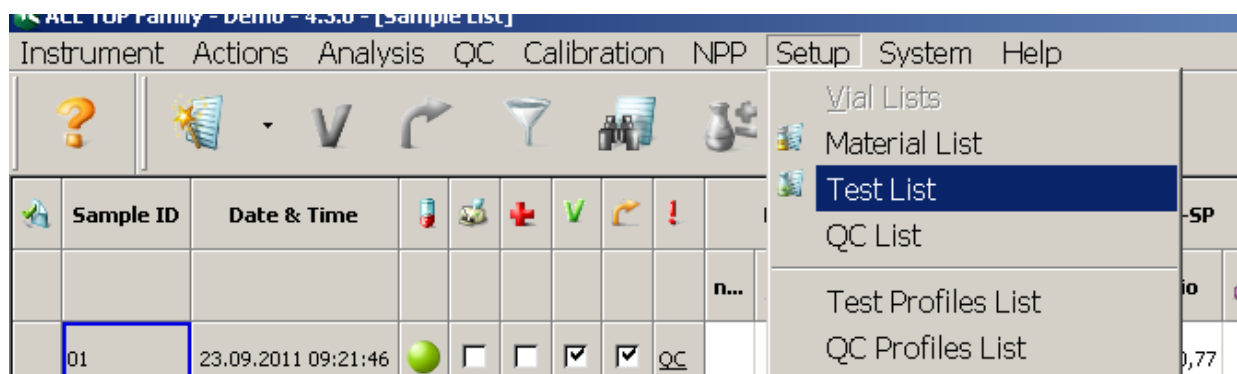 ACL TOP Family - Demo - 4.3.0 - [Sample List]
Instrument Actions Analysis QC Calibration NPP Setup System Help
Vial Lists
Material List
Test List
QC List
Test Profiles List
QC Profiles List
Sample ID Date & Time -SP
n... io
01 23.09.2011 09:21:46 QC 0,77